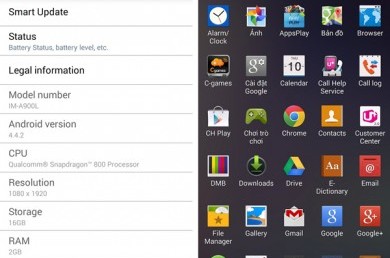 Smart Update
Status
Battery Status, battery level, etc.
Legal information
Model number
IM-A900L
Android version
4.4.2
CPU
Qualcomm® Snapdragon™ 800 Processor
Resolution
1080 x 1920
Storage
16GB
RAM
2GB
Alarm/
Clock
Ảnh
AppsPlay
Bản đồ
Browser
C-games
Cài đặt
Google
Calendar
Call Help
Service
Call log
CH Play
Chơi trò
chơi
Chrome
Contacts
Customer
Center
DMB
Downloads
Drive
E-
Dictionary
Email
File
Manager
Gallery
Gmail
Google
Google+